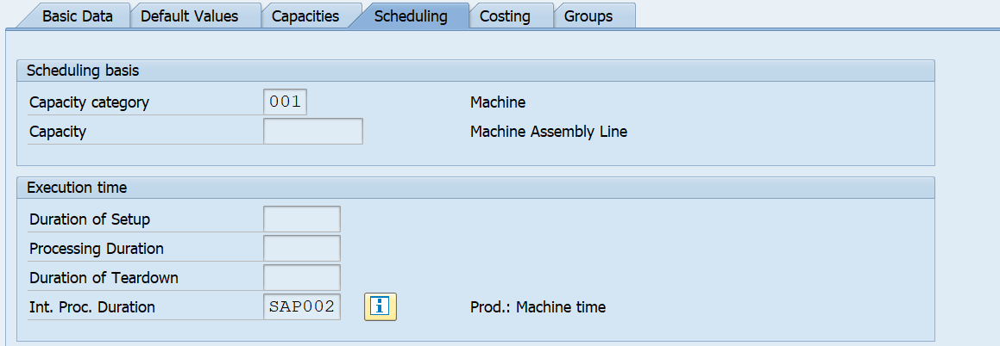 Basic Data Default Values Capacities Scheduling Costing Groups
Scheduling basis
Capacity category 001 Machine
Capacity Machine Assembly Line
Execution time
Duration of Setup
Processing Duration
Duration of Teardown
Int. Proc. Duration SAP002 i Prod.: Machine time